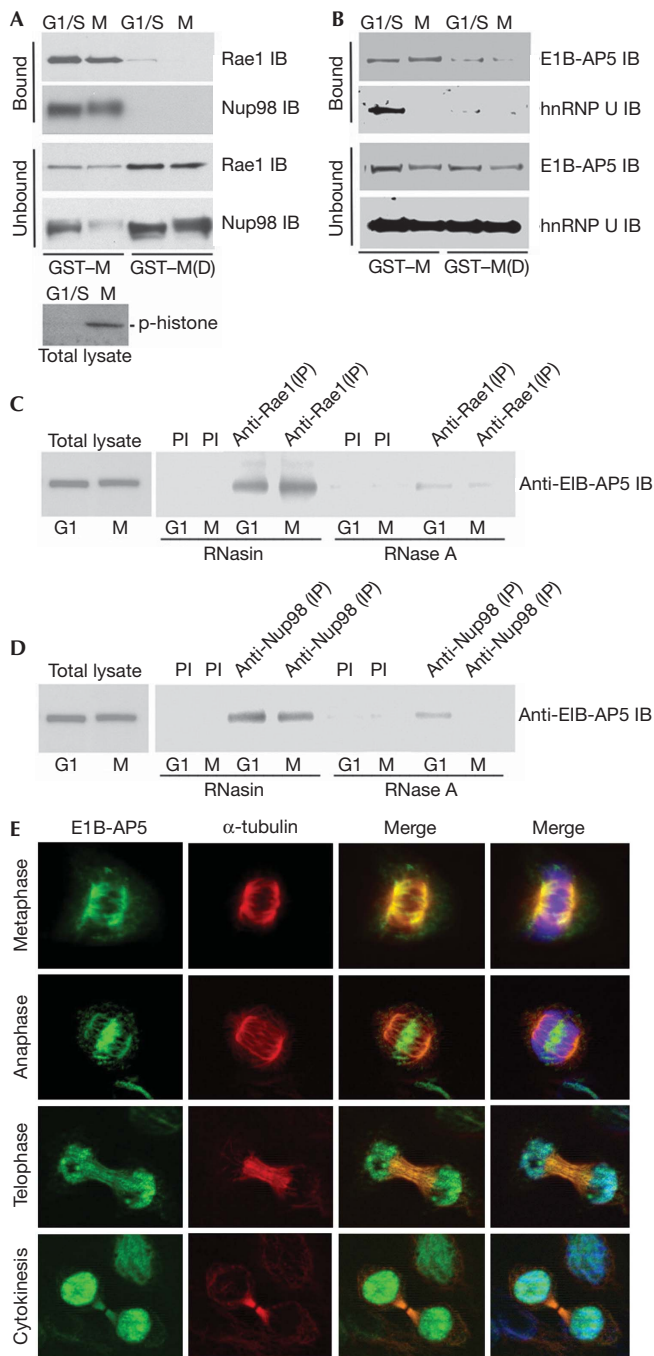 A
G1/S M G1/S M
Bound
Rae1 IB
Nup98 IB
Unbound
Rae1 IB
Nup98 IB
GST–M GST–M(D)
G1/S M
p-histone
Total lysate
B
G1/S M G1/S M
Bound
E1B-AP5 IB
hnRNP U IB
Unbound
E1B-AP5 IB
hnRNP U IB
GST–M GST–M(D)
C
Total lysate PI PI Anti-Rae1(IP) Anti-Rae1(IP) PI PI Anti-Rae1(IP) Anti-Rae1(IP)
Anti-EIB-AP5 IB
G1 M G1 M G1 M G1 M G1 M
RNasin RNase A
D
Total lysate PI PI Anti-Nup98 (IP) Anti-Nup98 (IP) PI PI Anti-Nup98 (IP) Anti-Nup98 (IP)
Anti-EIB-AP5 IB
G1 M G1 M G1 M G1 M G1 M
RNasin RNase A
E
E1B-AP5 α-tubulin Merge Merge
Metaphase
Anaphase
Telophase
Cytokinesis